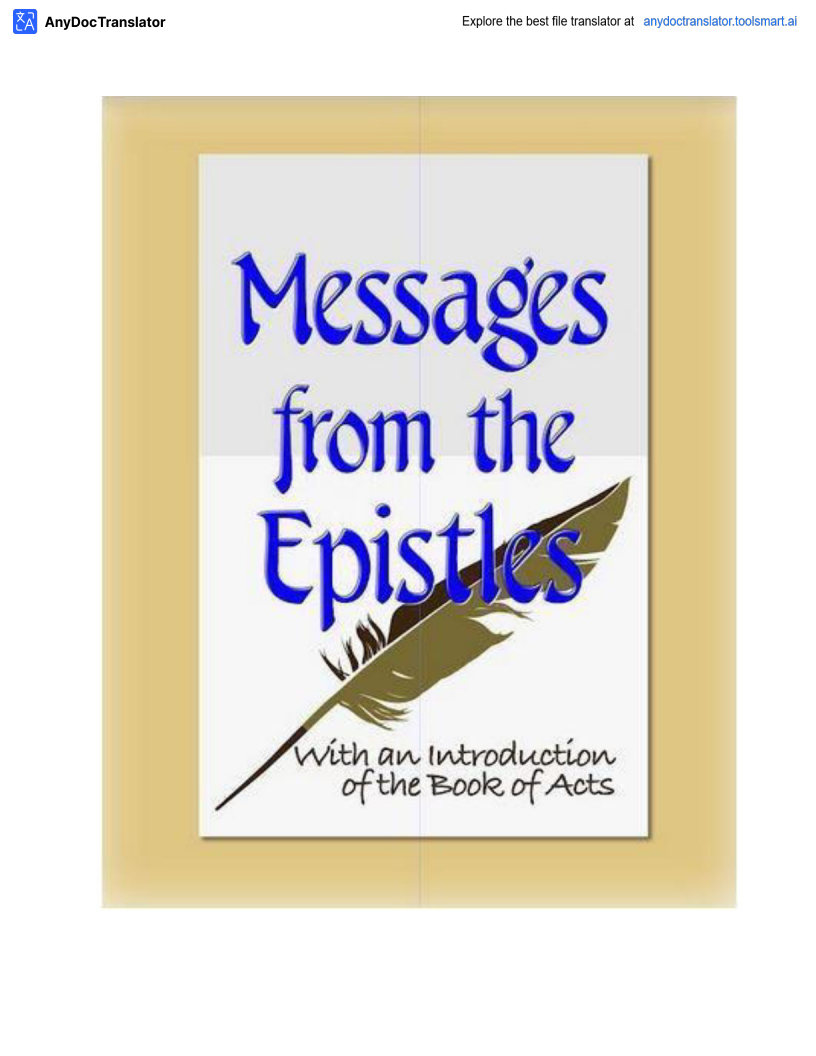 AnyDocTranslator
Explore the best file translator at anydoctranslator.toolsmart.ai
Messages
from the
Epistles
With an Introduction
of the Book of Acts